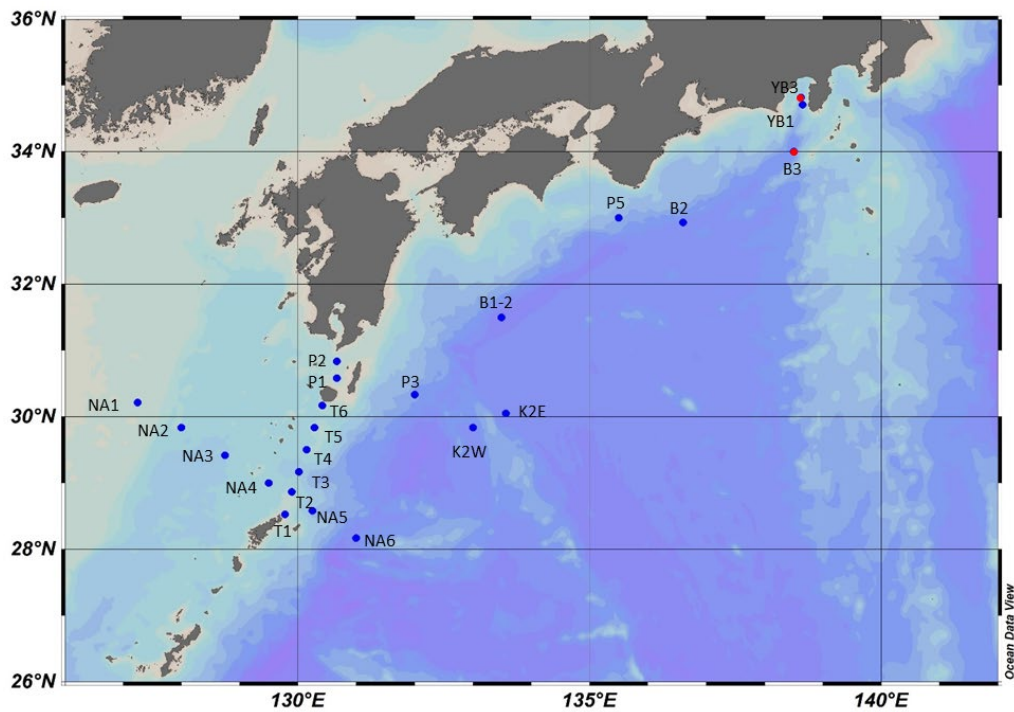 36°N
YB3
YB1
34°N
B3
P5
B2
32°N
B1-2
P2
P1
P3
30°N
NA1
T6
K2E
NA2
T5
K2W
NA3
T4
T3
NA4
T2
NA5
T1
NA6
28°N
26°N
130°E
135°E
140°E
Ocean Data View